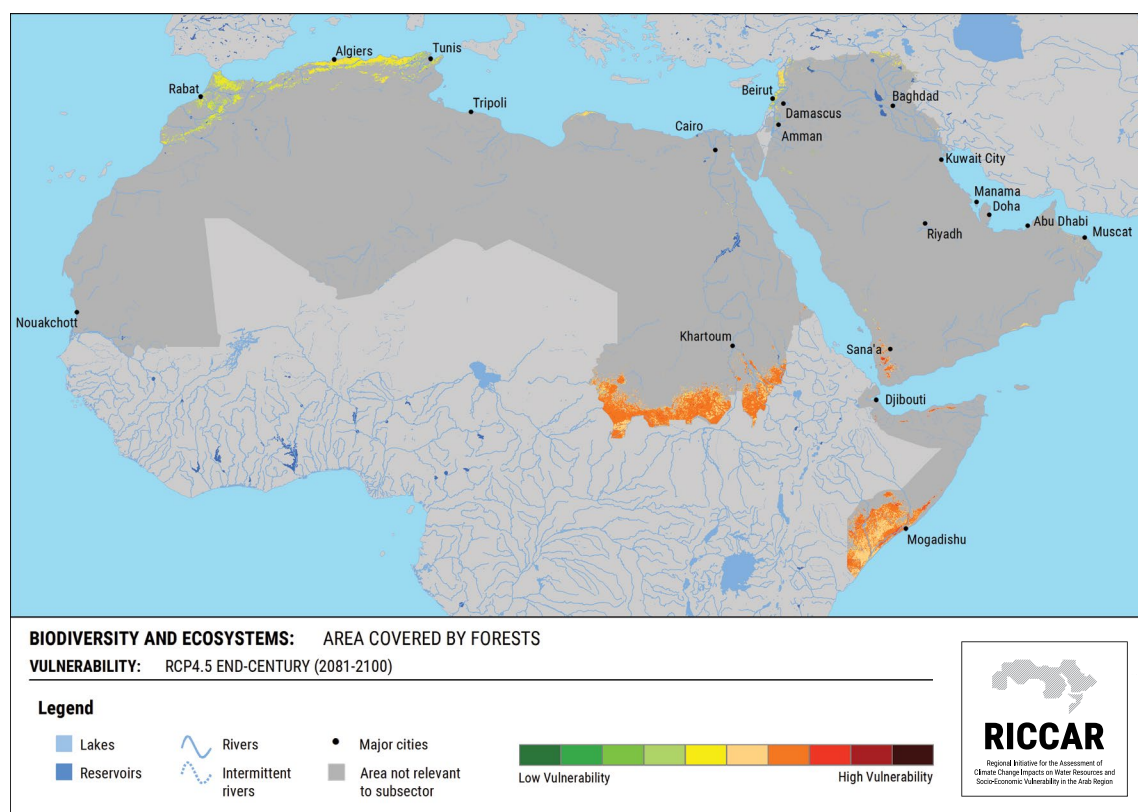 Algiers
Tunis
Rabat
Tripoli
Beirut
Damascus
Baghdad
Cairo
Amman
Kuwait City
Manama
Doha
Abu Dhabi
Muscat
Riyadh
Nouakchott
Khartoum
Sana'a
Djibouti
Mogadishu
BIODIVERSITY AND ECOSYSTEMS: AREA COVERED BY FORESTS
VULNERABILITY: RCP4.5 END-CENTURY (2081-2100)
Legend
Lakes
Rivers
Major cities
Reservoirs
Intermittent
rivers
Area not relevant
to subsector
Low Vulnerability
High Vulnerability
RICCAR
Regional Initiative for the Assessment of
Climate Change Impacts on Water Resources and
Socio-Economic Vulnerability in the Arab Region